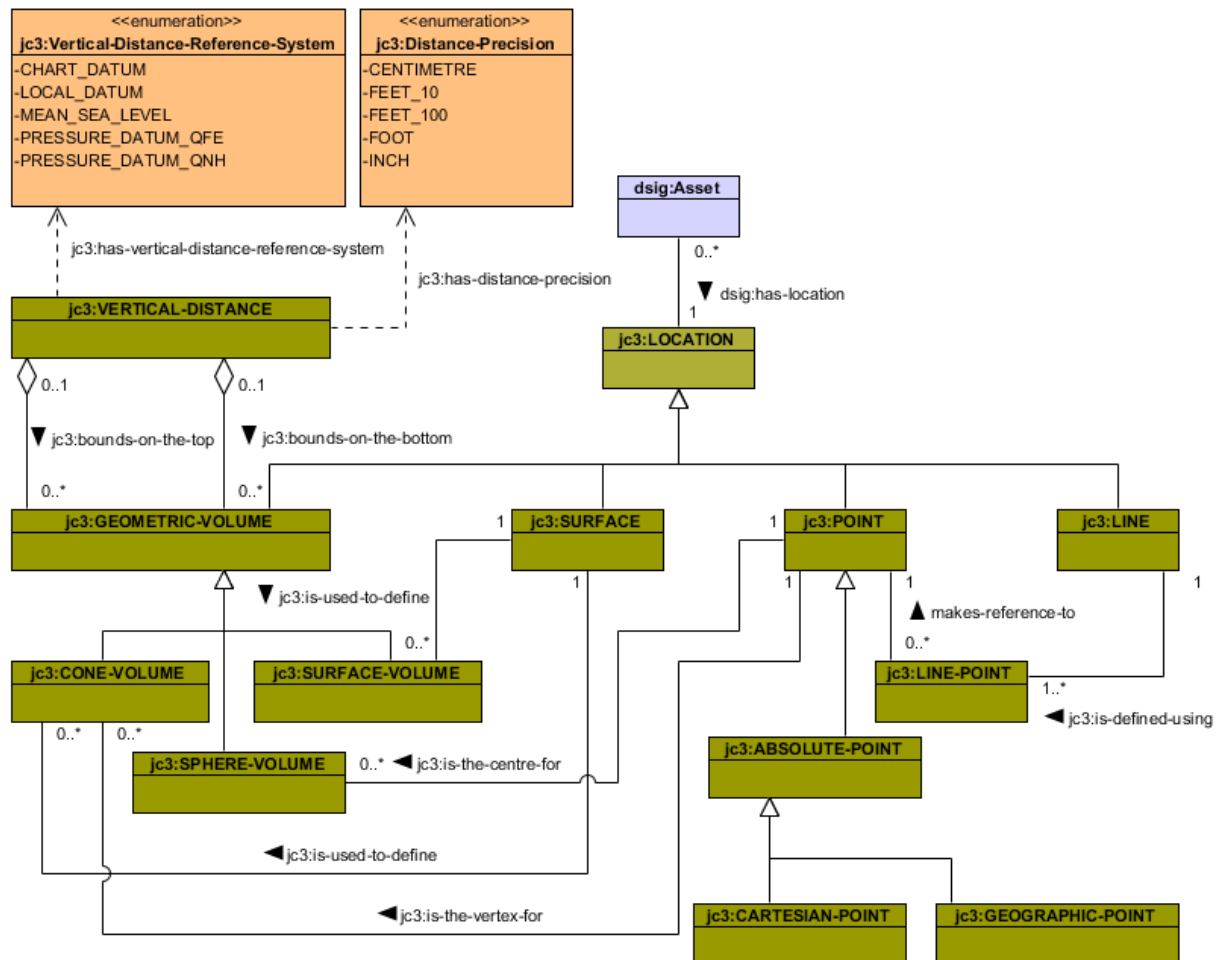 <<enumeration>>
jc3:Vertical-Distance-Reference-System
-CHART_DATUM
-LOCAL_DATUM
-MEAN_SEA_LEVEL
-PRESSURE_DATUM_QFE
-PRESSURE_DATUM_QNH
<<enumeration>>
jc3:Distance-Precision
-CENTIMETRE
-FEET_10
-FEET_100
-FOOT
-INCH
dsig:Asset
0..*
dsig:has-location
1
jc3:LOCATION
jc3:has-vertical-distance-reference-system
jc3:has-distance-precision
jc3:VERTICAL-DISTANCE
0..1
0..1
jc3:bounds-on-the-top
jc3:bounds-on-the-bottom
0..*
0..*
jc3:GEOMETRIC-VOLUME
1
jc3:SURFACE
1
1
jc3:POINT
1
1
jc3:LINE
1
jc3:is-used-to-define
makes-reference-to
0..*
0..*
jc3:CONE-VOLUME
jc3:SURFACE-VOLUME
jc3:LINE-POINT
1..*
jc3:is-defined-using
0..*
0..*
jc3:SPHERE-VOLUME
0..*
jc3:is-the-centre-for
jc3:ABSOLUTE-POINT
jc3:is-used-to-define
jc3:is-the-vertex-for
jc3:CARTESIAN-POINT
jc3:GEOGRAPHIC-POINT